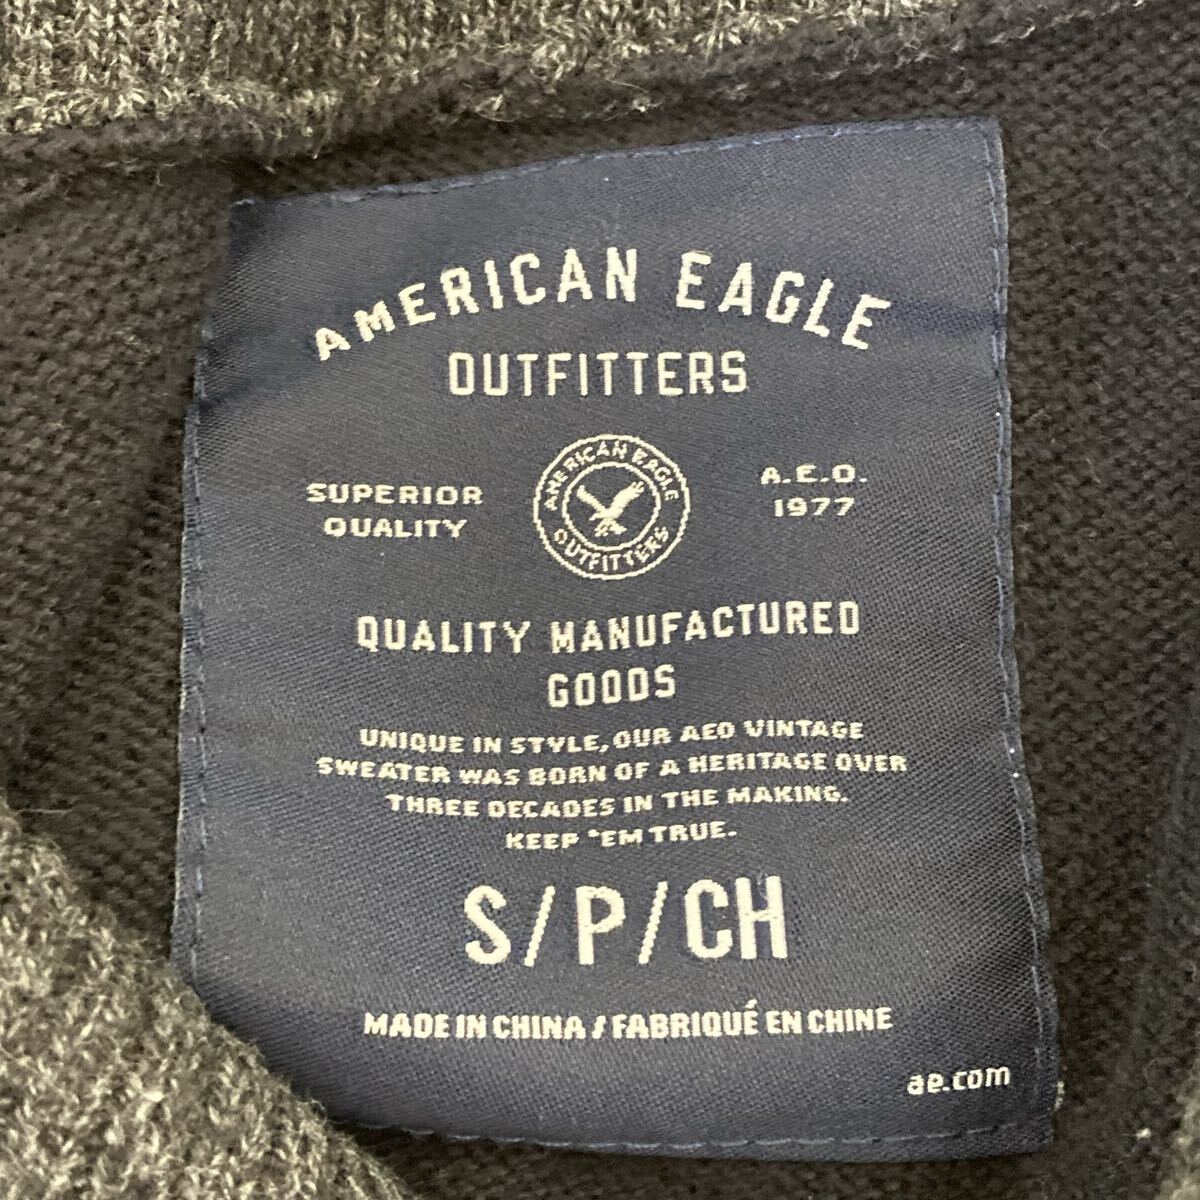 AMERICAN EAGLE
OUTFITTERS
SUPERIOR
QUALITY
AMERICAN EAGLE
OUTFITTERS
A.E.O.
1977
QUALITY MANUFACTURED
GOODS
UNIQUE IN STYLE, OUR AEO VINTAGE
SWEATER WAS BORN OF A HERITAGE OVER
THREE DECADES IN THE MAKING.
KEEP 'EM TRUE.
S/P/CH
MADE IN CHINA / FABRIQUÉ EN CHINE
ae.com